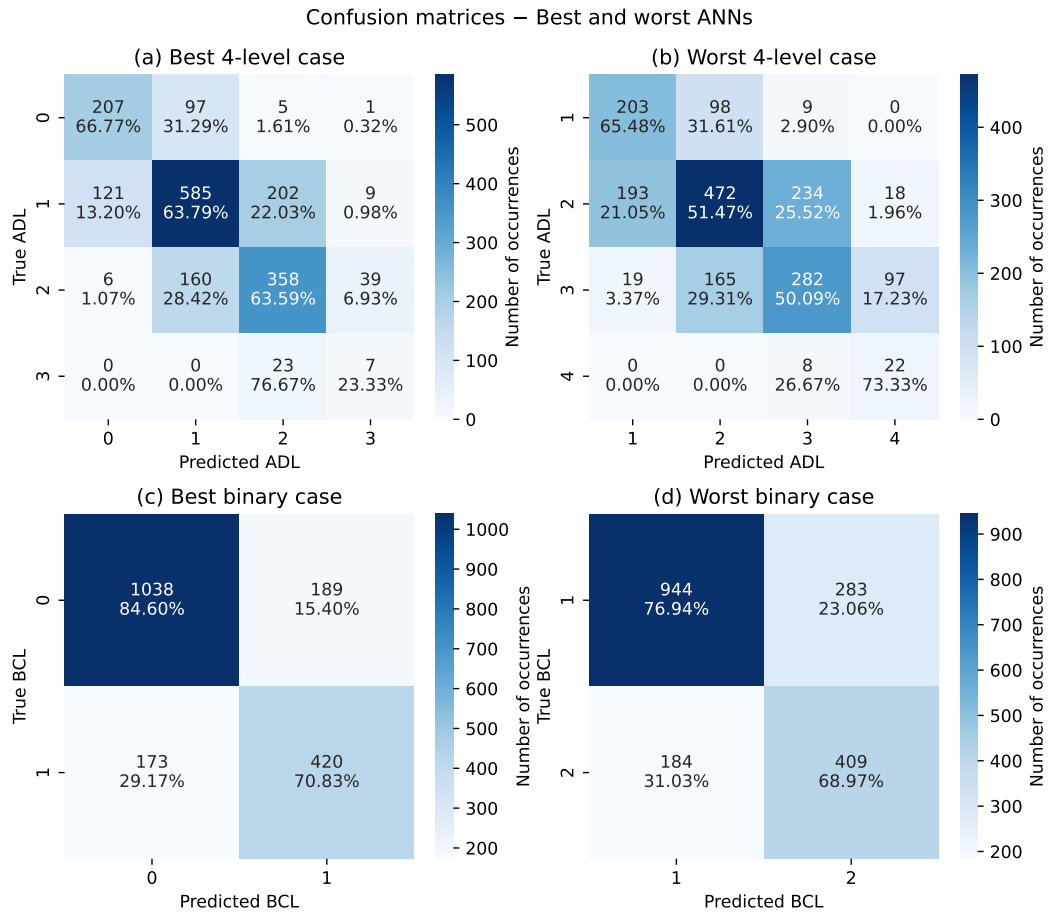 Confusion matrices − Best and worst ANNs
(a) Best 4-level case
207 97 5 1
66.77% 31.29% 1.61% 0.32%
121 585 202 9
13.20% 63.79% 22.03% 0.98%
6 160 358 39
1.07% 28.42% 63.59% 6.93%
0 0 23 7
0.00% 0.00% 76.67% 23.33%
0
1
2
3
True ADL
0 1 2 3
Predicted ADL
500
400
300
200
100
0
Number of occurrences
(b) Worst 4-level case
203 98 9 0
65.48% 31.61% 2.90% 0.00%
193 472 234 18
21.05% 51.47% 25.52% 1.96%
19 165 282 97
3.37% 29.31% 50.09% 17.23%
0 0 8 22
0.00% 0.00% 26.67% 73.33%
1
2
3
4
True ADL
1 2 3 4
Predicted ADL
400
300
200
100
0
Number of occurrences
(c) Best binary case
1038 189
84.60% 15.40%
173 420
29.17% 70.83%
0
1
True BCL
0 1
Predicted BCL
1000
900
800
700
600
500
400
300
200
Number of occurrences
(d) Worst binary case
944 283
76.94% 23.06%
184 409
31.03% 68.97%
1
2
True BCL
1 2
Predicted BCL
900
800
700
600
500
400
300
200
Number of occurrences